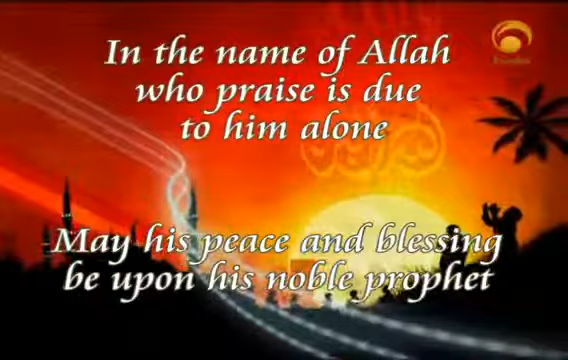 In the name of Allah
who praise is due
to him alone
May his peace and blessing
be upon his noble prophet